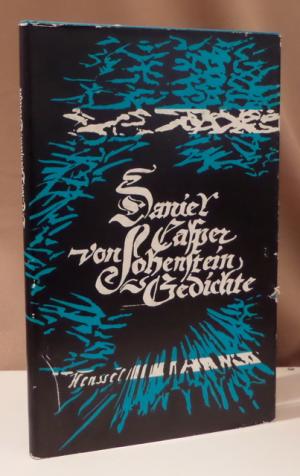 Daniel
Casper
von Lohenstein
Gedichte
Henssel